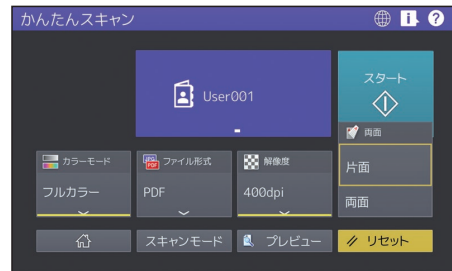 かんたんスキャン
User001
スタート
両面
片面
両面
カラーモード
フルカラー
ファイル形式
PDF
解像度
400dpi
スキャンモード
プレビュー
リセット